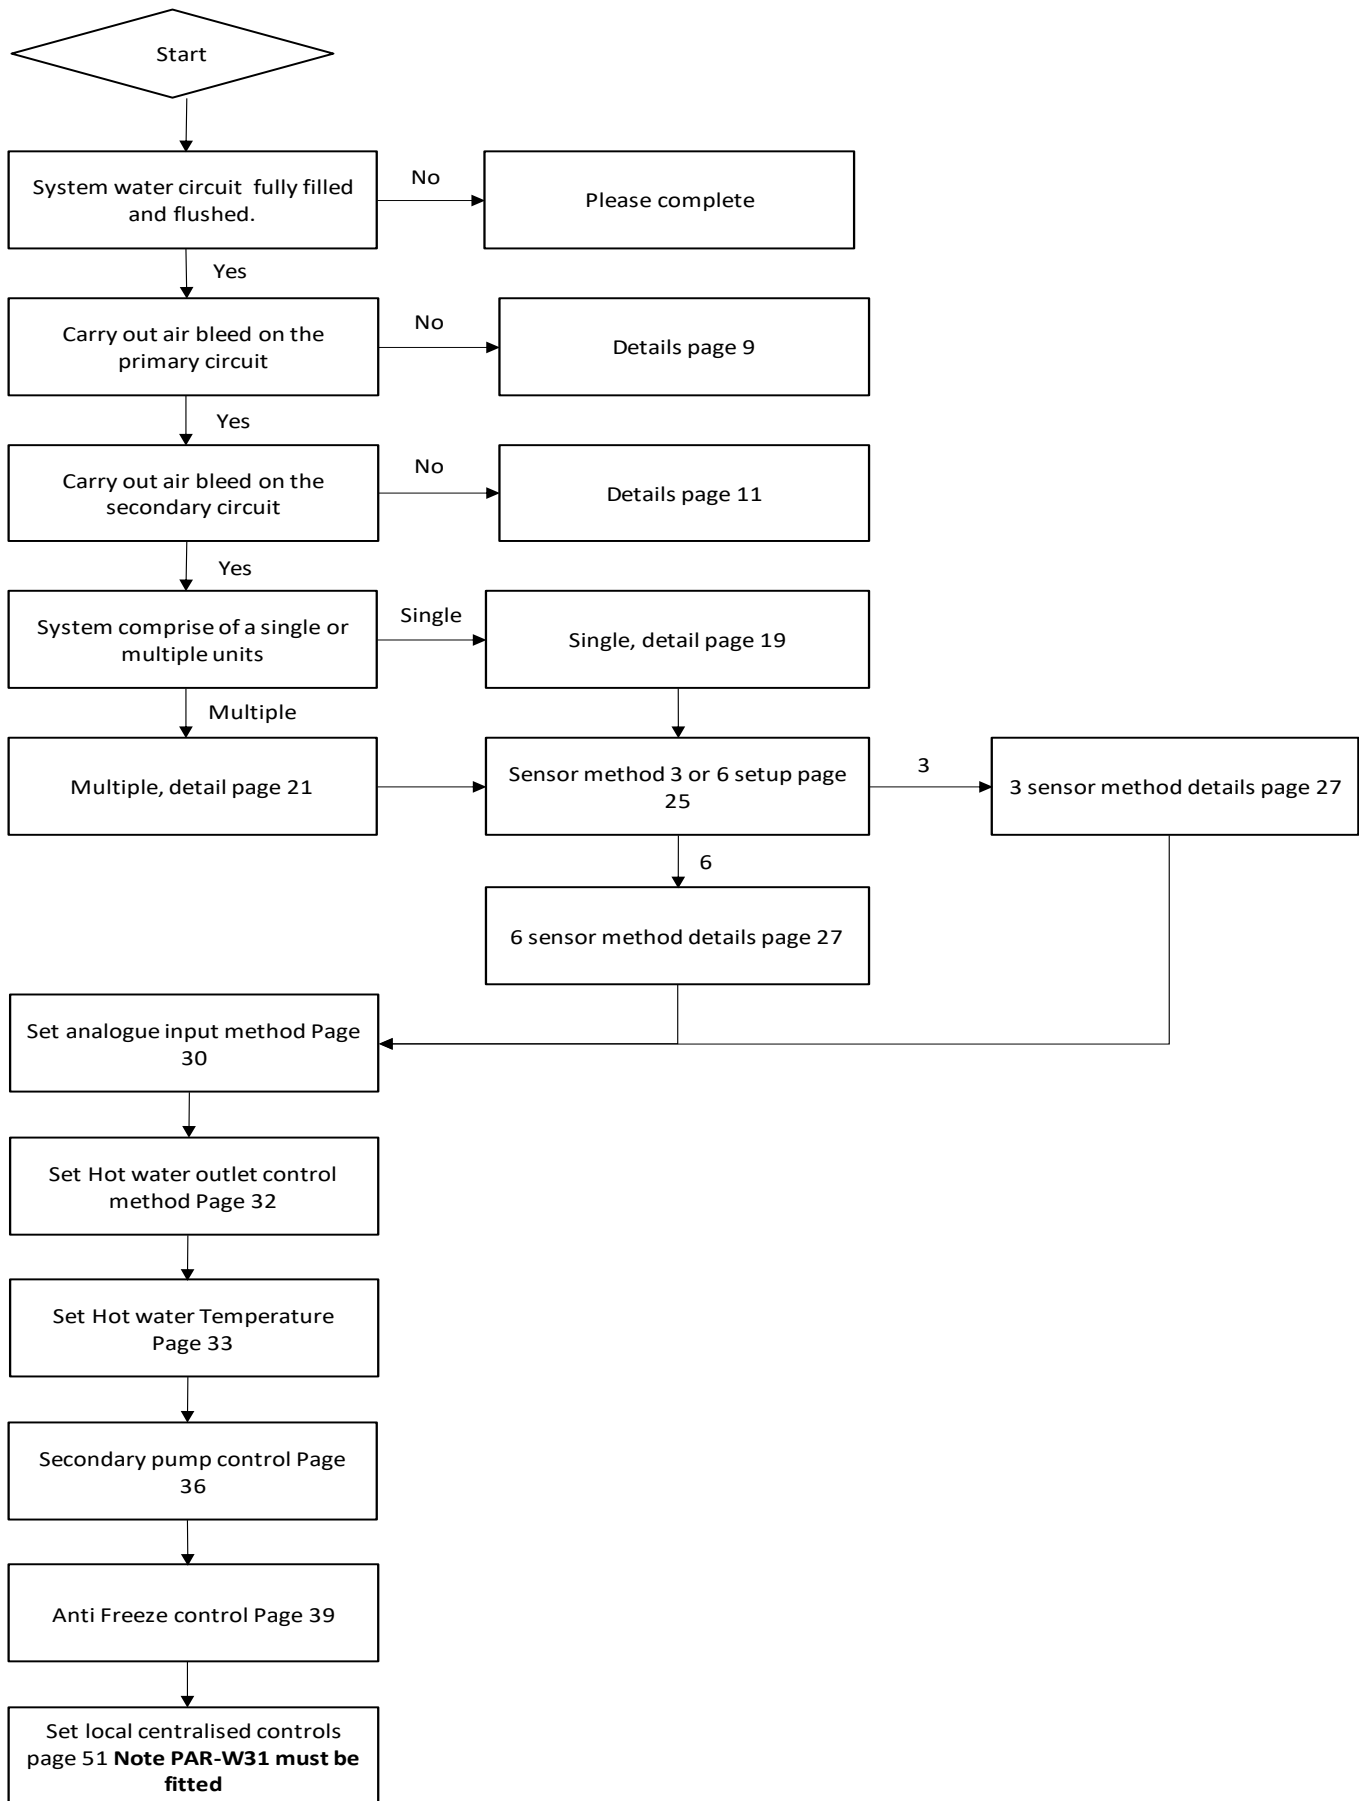 Start
System water circuit fully filled
and flushed.
No
Please complete
Yes
Carry out air bleed on the
primary circuit
No
Details page 9
Yes
Carry out air bleed on the
secondary circuit
No
Details page 11
Yes
System comprise of a single or
multiple units
Single
Single, detail page 19
Multiple
Multiple, detail page 21
Sensor method 3 or 6 setup page
25
3
3 sensor method details page 27
6
6 sensor method details page 27
Set analogue input method Page
30
Set Hot water outlet control
method Page 32
Set Hot water Temperature
Page 33
Secondary pump control Page
36
Anti Freeze control Page 39
Set local centralised controls
page 51 Note PAR-W31 must be
fitted